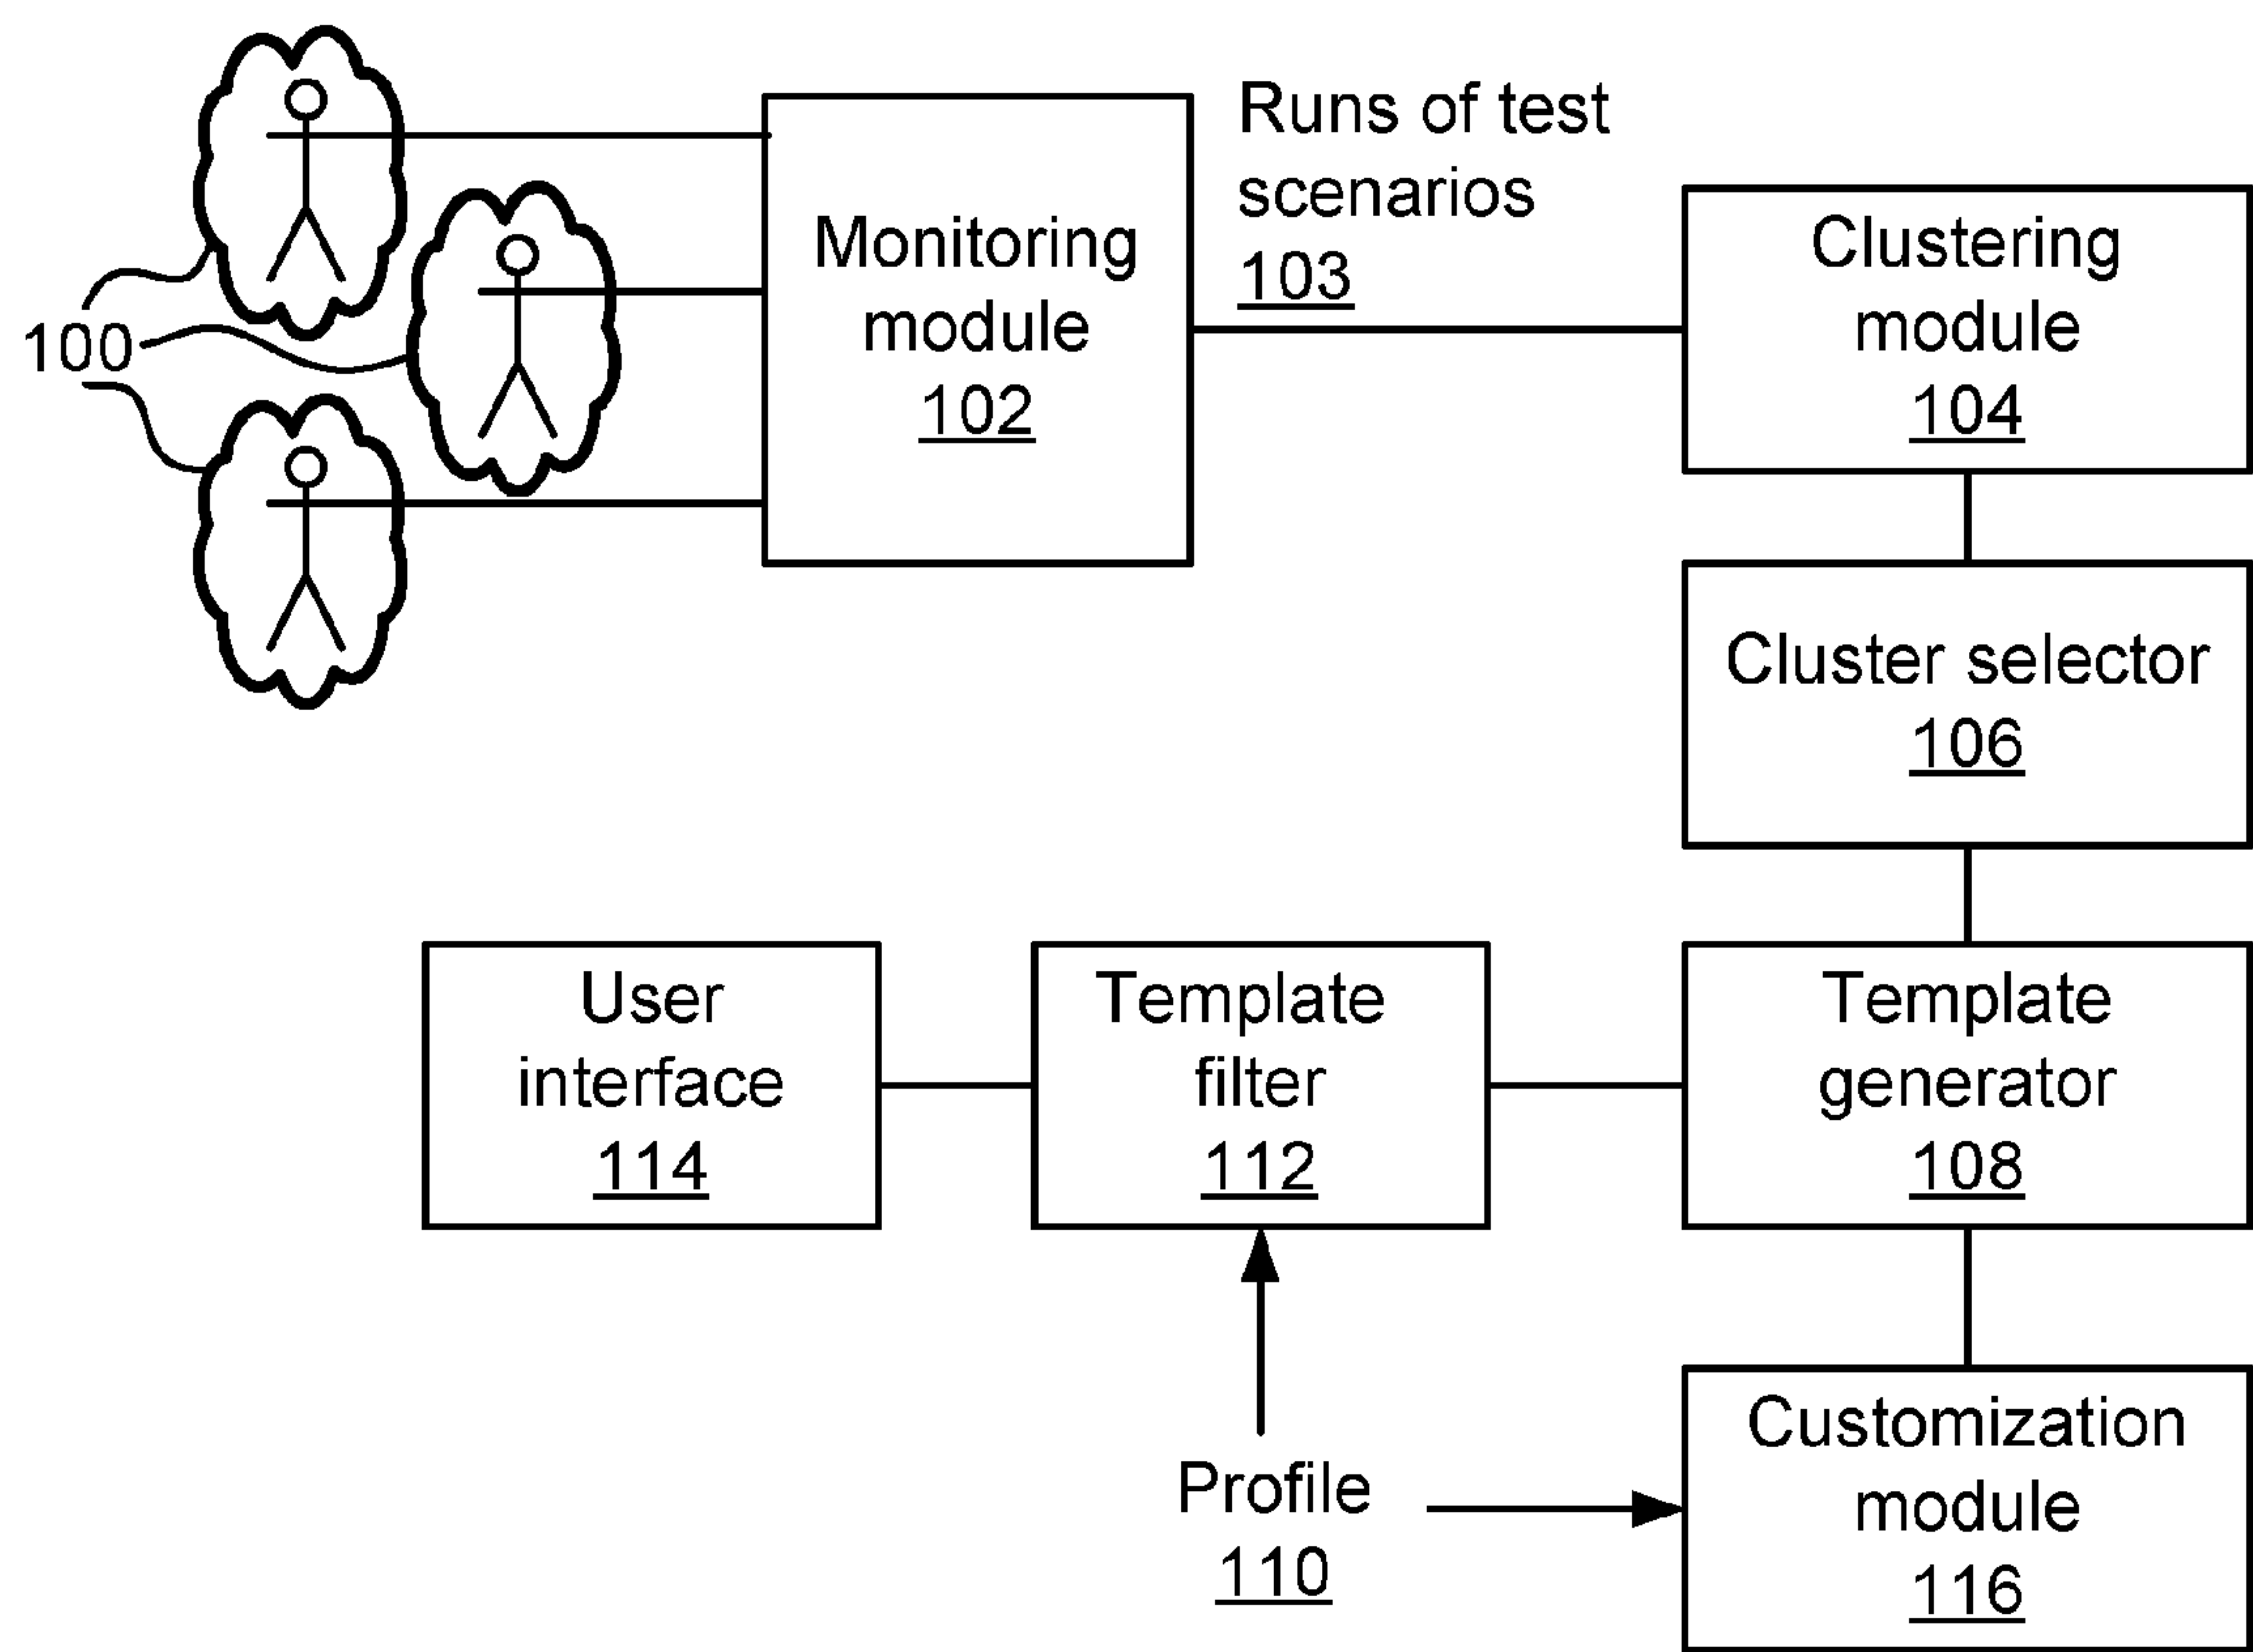 Runs of test
scenarios
103
Monitoring
module
102
Clustering
module
104
100
Cluster selector
106
User
interface
114
Template
filter
112
Template
generator
108
Profile
110
Customization
module
116